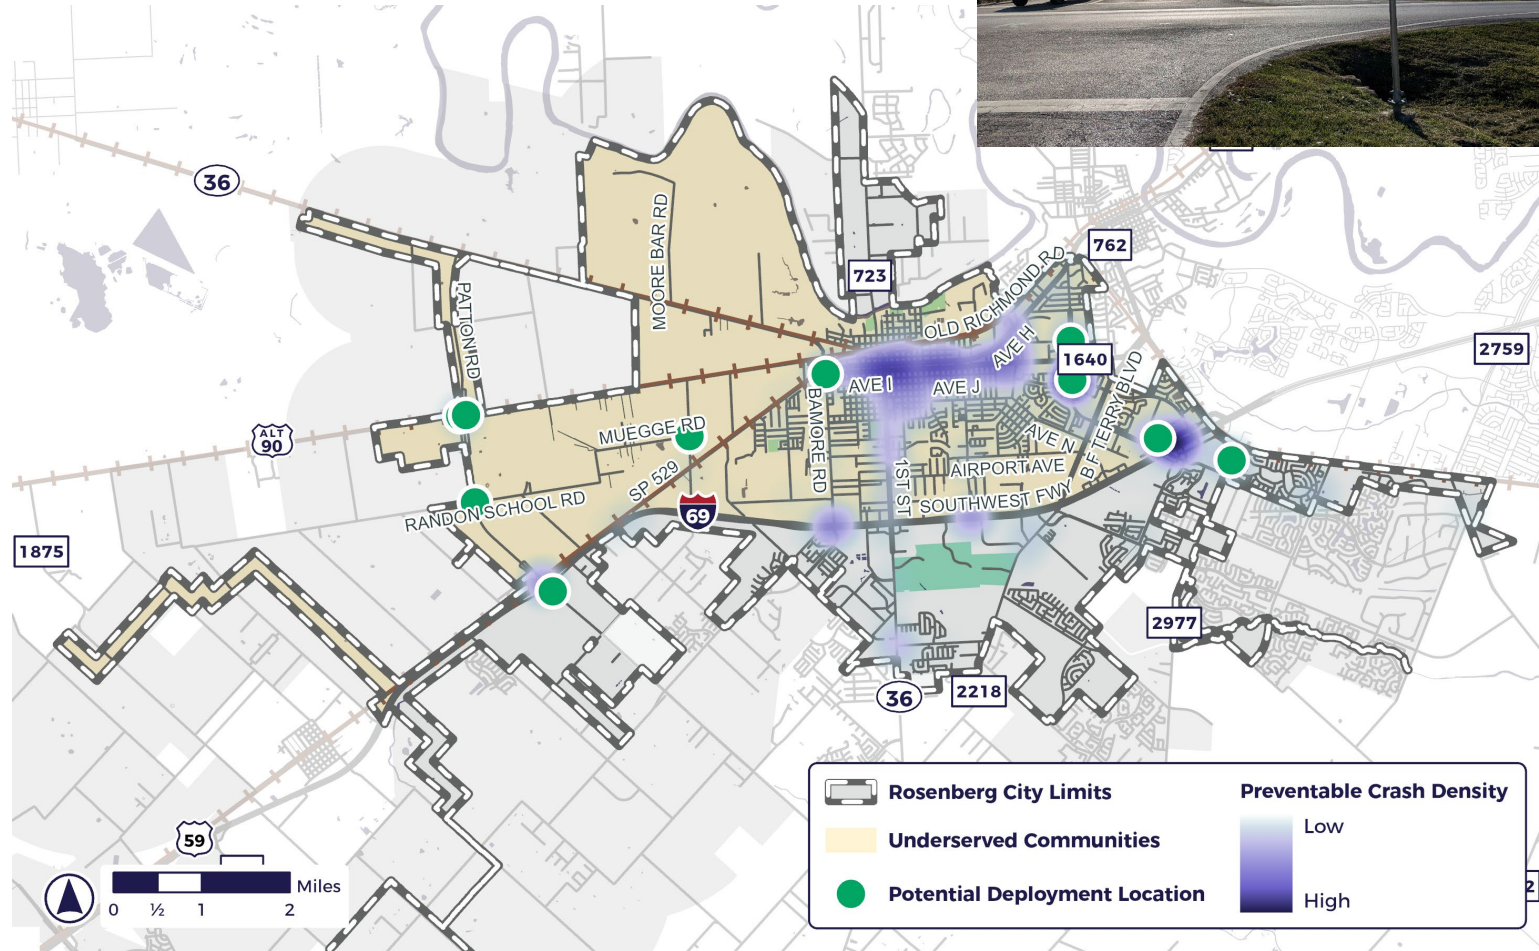 36
762
723
OLD RICHMOND RD
MOORE BAR RD
PATTON RD
AVE H
1640
2759
AVE I
AVE J
BAMORE RD
B F TERRY BLVD
MUEGGE RD
AVE N
ALT
90
SP 529
1ST ST
AIRPORT AVE
SOUTHWEST FWY
RANDON SCHOOL RD
69
1875
2977
36
2218
59
Miles
0 ½ 1 2
Rosenberg City Limits
Underserved Communities
Potential Deployment Location
Preventable Crash Density
Low
High
2